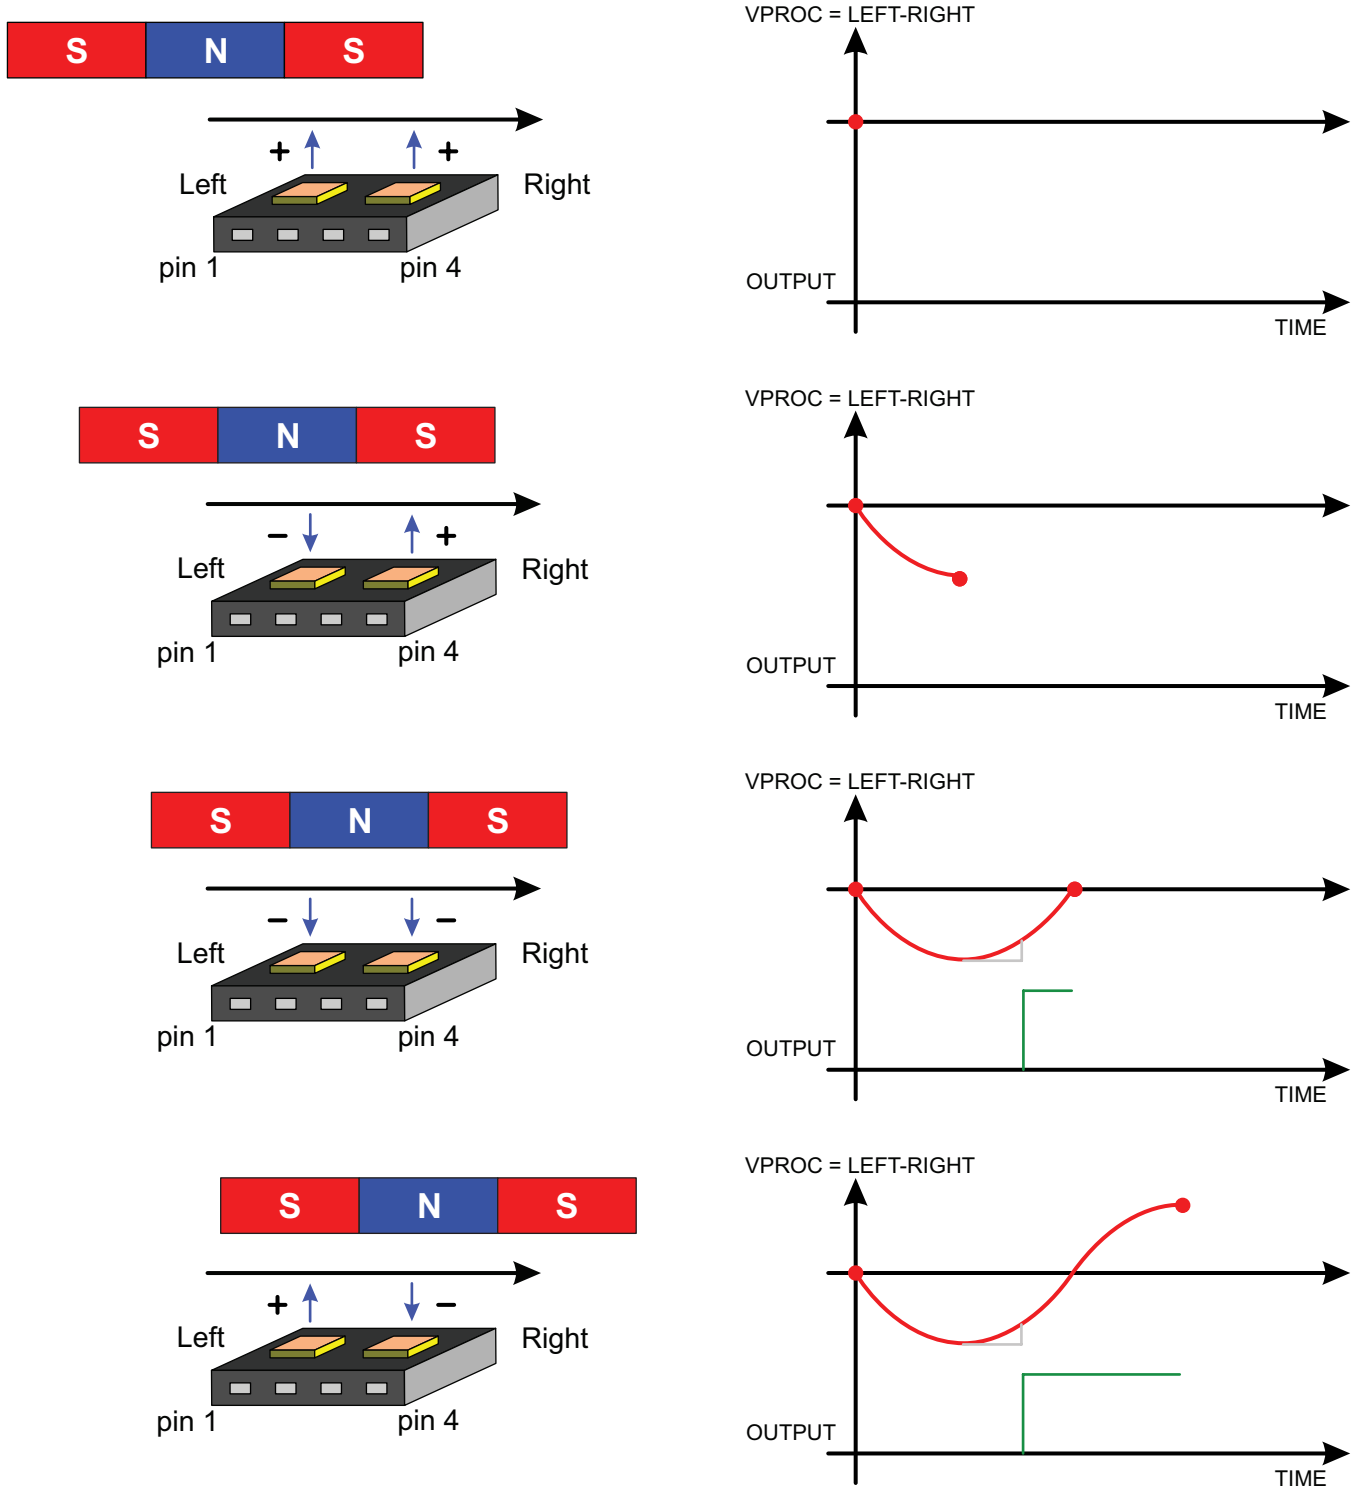 VPROC = LEFT-RIGHT
S N S
+ +
Left Right
pin 1 pin 4
OUTPUT
TIME
VPROC = LEFT-RIGHT
S N S
− +
Left Right
pin 1 pin 4
OUTPUT
TIME
VPROC = LEFT-RIGHT
S N S
− −
Left Right
pin 1 pin 4
OUTPUT
TIME
VPROC = LEFT-RIGHT
S N S
+ −
Left Right
pin 1 pin 4
OUTPUT
TIME